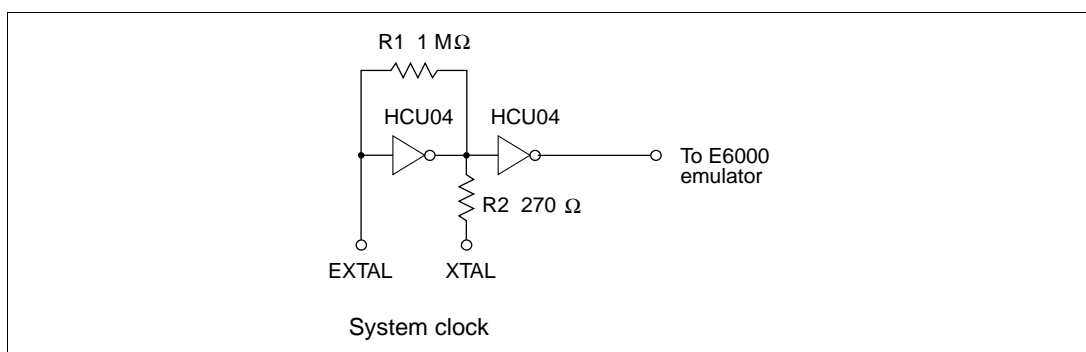 R1 1 MΩ
HCU04 HCU04
To E6000
emulator
R2 270 Ω
EXTAL XTAL
System clock